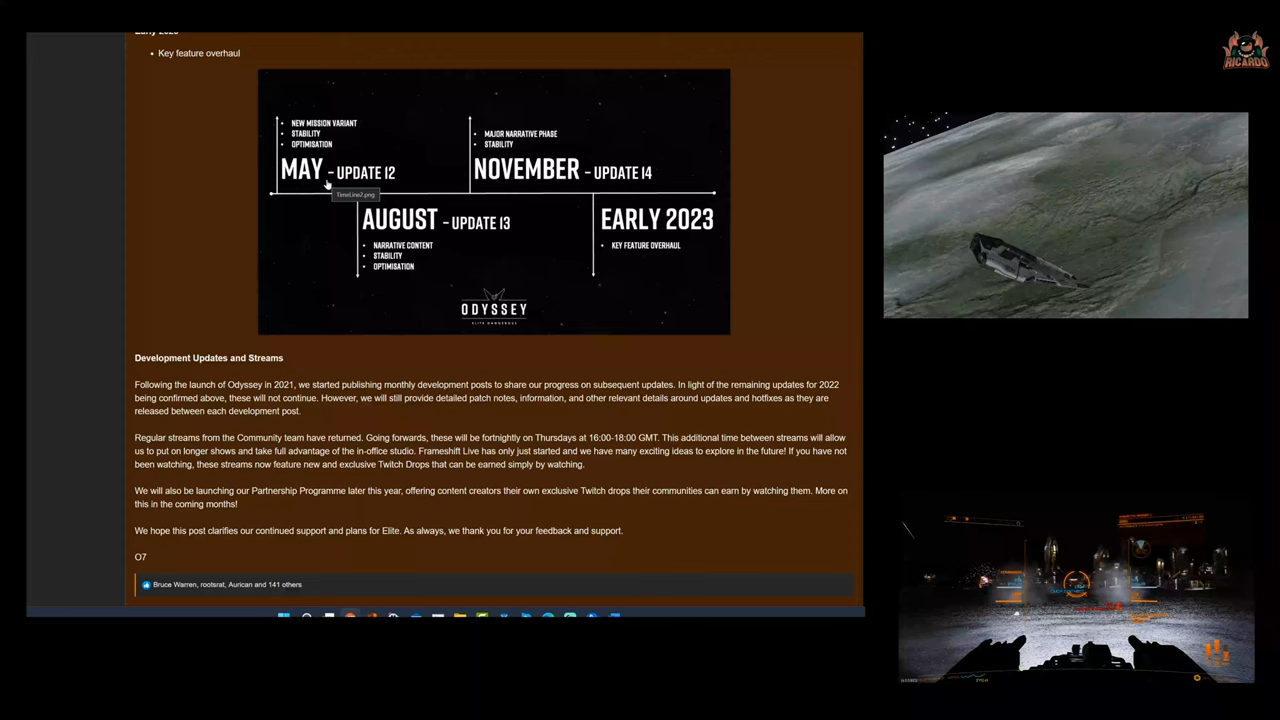 RICARDO
Key feature overhaul
• NEW MISSION VARIANT
• STABILITY
• OPTIMISATION
MAY - UPDATE 12
TimeLine2.png
• MAJOR NARRATIVE PHASE
• STABILITY
NOVEMBER - UPDATE 14
AUGUST - UPDATE 13
• NARRATIVE CONTENT
• STABILITY
• OPTIMISATION
EARLY 2023
• KEY FEATURE OVERHAUL
ODYSSEY
ELITE DANGEROUS
Development Updates and Streams
Following the launch of Odyssey in 2021, we started publishing monthly development posts to share our progress on subsequent updates. In light of the remaining updates for 2022
being confirmed above, these will not continue. However, we will still provide detailed patch notes, information, and other relevant details around updates and hotfixes as they are
released between each development post.
Regular streams from the Community team have returned. Going forwards, these will be fortnightly on Thursdays at 16:00-18:00 GMT. This additional time between streams will allow
us to put on longer shows and take full advantage of the in-office studio. Frameshift Live has only just started and we have many exciting ideas to explore in the future! If you have not
been watching, these streams now feature new and exclusive Twitch Drops that can be earned simply by watching.
We will also be launching our Partnership Programme later this year, offering content creators their own exclusive Twitch drops their communities can earn by watching them. More on
this in the coming months!
We hope this post clarifies our continued support and plans for Elite. As always, we thank you for your feedback and support.
O7
Bruce Warren, rootsrat, Aurican and 141 others